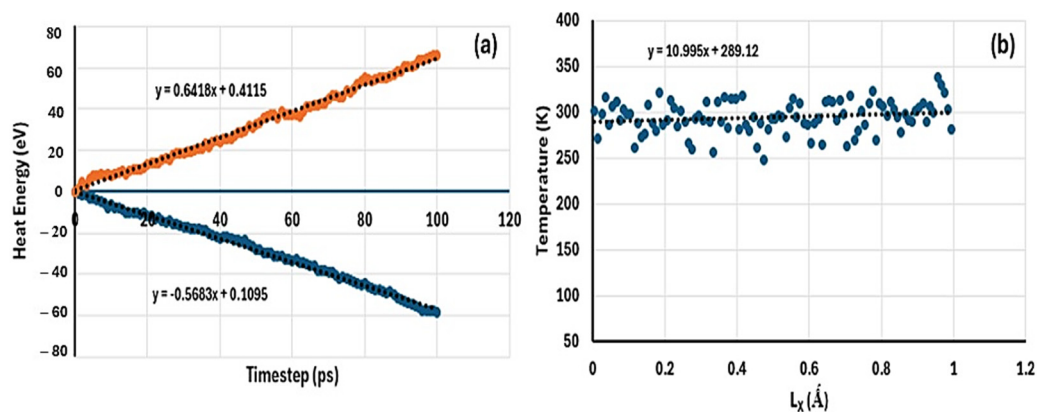 (a)
80
60
40
20
0
– 20
– 40
– 60
– 80
Heat Energy (eV)
y = 0.6418x + 0.4115
y = -0.5683x + 0.1095
0 20 40 60 80 100 120
Timestep (ps)
(b)
400
350
300
250
200
150
100
50
Temperature (K)
y = 10.995x + 289.12
0 0.2 0.4 0.6 0.8 1 1.2
Lₓ (Ǻ)